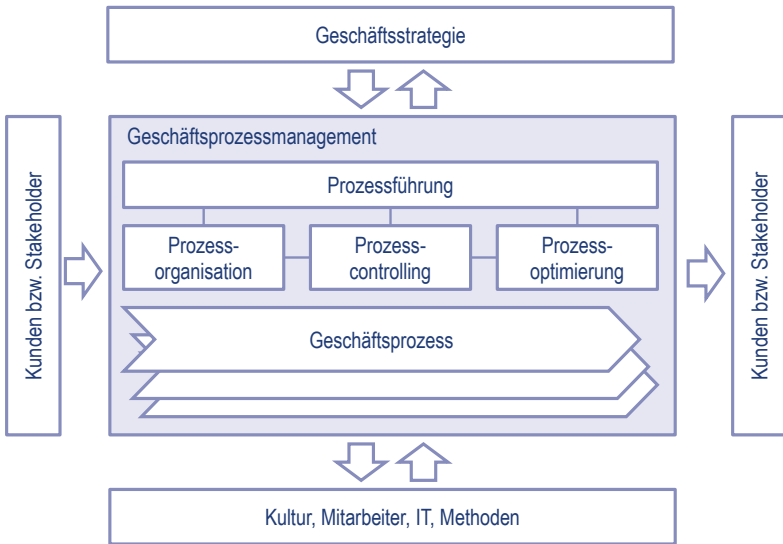 Geschäftsstrategie
Kunden bzw. Stakeholder
Geschäftsprozessmanagement
Prozessführung
Prozess-
organisation
Prozess-
controlling
Prozess-
optimierung
Geschäftsprozess
Kunden bzw. Stakeholder
Kultur, Mitarbeiter, IT, Methoden